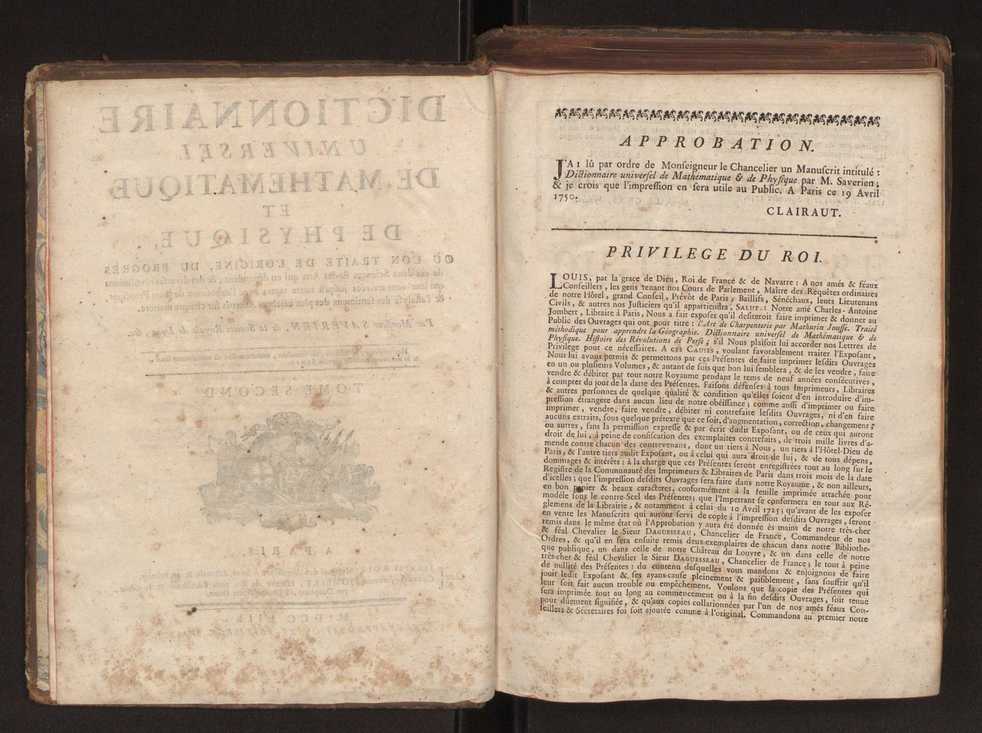 DICTIONNAIRE
UNIVERSEL
DE MATHEMATIQUE
ET
DE PHYSIQUE,
OÙ L'ON TRAITE DE L'ORIGINE, DU PROGRÈS
Par Monsieur SAVERIEN, de la Société Royale de Lyon,
TOME SECOND
A PARIS,
APPROBATION.
J'AI lû par ordre de Monseigneur le Chancelier un Manuscrit intitulé :
Dictionnaire universel de Mathématique & de Physique par M. Saverien ;
& je crois que l'impression en sera utile au Public. A Paris ce 19 Avril
1750.
CLAIRAUT.
PRIVILEGE DU ROI.
LOUIS, par la grace de Dieu, Roi de France & de Navarre : A nos amés & féaux
Conseillers, les gens tenant nos Cours de Parlement, Maître des Requêtes ordinaires
de notre Hôtel, grand Conseil, Prévôt de Paris, Baillifs, Sénéchaux, leurs Lieutenans
Civils, & autres nos Justiciers qu'il appartiendra, SALUT : Notre amé Charles-Antoine
Jombert, Libraire à Paris, Nous a fait exposer qu'il desireroit faire imprimer & donner au
Public des Ouvrages qui ont pour titre : l'Art de Charpenterie par Mathurin Jousse. Traité
méthodique pour apprendre la Géographie. Dictionnaire universel de Mathématique & de
Physique. Histoire des Révolutions de Perse ; s'il Nous plaisoit lui accorder nos Lettres de
Privilege pour ce nécessaires. A CES CAUSES, voulant favorablement traiter l'Exposant,
Nous lui avons permis & permettons par ces Présentes de faire imprimer lesdits Ouvrages
en un ou plusieurs Volumes, & autant de fois que bon lui semblera, & de les vendre, faire
vendre & débiter par tout notre Royaume pendant le tems de neuf années consécutives,
à compter du jour de la date des Présentes. Faisons défenses à tous Imprimeurs, Libraires
& autres personnes de quelque qualité & condition qu'elles soient d'en introduire d'im-
pression étrangere dans aucun lieu de notre obéissance ; comme aussi d'imprimer ou faire
imprimer, vendre, faire vendre, débiter ni contrefaire lesdits Ouvrages, ni d'en faire
aucuns extraits, sous quelque prétexte que ce soit, d'augmentation, correction, changement ;
ou autres, sans la permission expresse & par écrit dudit Exposant, ou de ceux qui auront
droit de lui, à peine de confiscation des exemplaires contrefaits, de trois mille livres d'a-
mende contre chacun des contrevenans, dont un tiers à Nous, un tiers à l'Hôtel-Dieu de
Paris, & l'autre tiers audit Exposant, ou à celui qui aura droit de lui, & de tous dépens,
dommages & intérêts : à la charge que ces Présentes seront enregistrées tout au long sur le
Registre de la Communauté des Imprimeurs & Libraires de Paris dans trois mois de la date
d'icelles ; que l'impression desdits Ouvrages sera faite dans notre Royaume, & non ailleurs,
en bon papier & beaux caracteres, conformément à la feuille imprimée attachée pour
modéle sous le contre-Scel des Présentes ; que l'Impetrant se conformera en tout aux Ré-
glemens de la Librairie, & notamment à celui du 10 Avril 1725 ; qu'avant de les exposer
en vente les Manuscrits qui auront servi de copie à l'impression desdits Ouvrages, seront
remis dans le même état où l'Approbation y aura été donnée ès mains de notre très-cher
& féal Chevalier le Sieur DAGUESSEAU, Chancelier de France, Commandeur de nos
Ordres, & qu'il en sera ensuite remis deux exemplaires de chacun dans notre Bibliothe-
que publique, un dans celle de notre Château du Louvre, & un dans celle de notre
très-cher & féal Chevalier le Sieur DAGUESSEAU, Chancelier de France ; le tout à peine
de nullité des Présentes : du contenu desquelles vous mandons & enjoignons de faire
jouir ledit Exposant & ses ayans-cause pleinement & paisiblement, sans souffrir qu'il
leur soit fait aucun trouble ou empêchement. Voulons que la copie des Présentes qui
sera imprimée tout au long au commencement ou à la fin desdits Ouvrages, soit tenue
pour dûement signifiée, & qu'aux copies collationnées par l'un de nos amés féaux Con-
seillers & Secretaires foi soit ajoutée comme à l'original. Commandons au premier notre